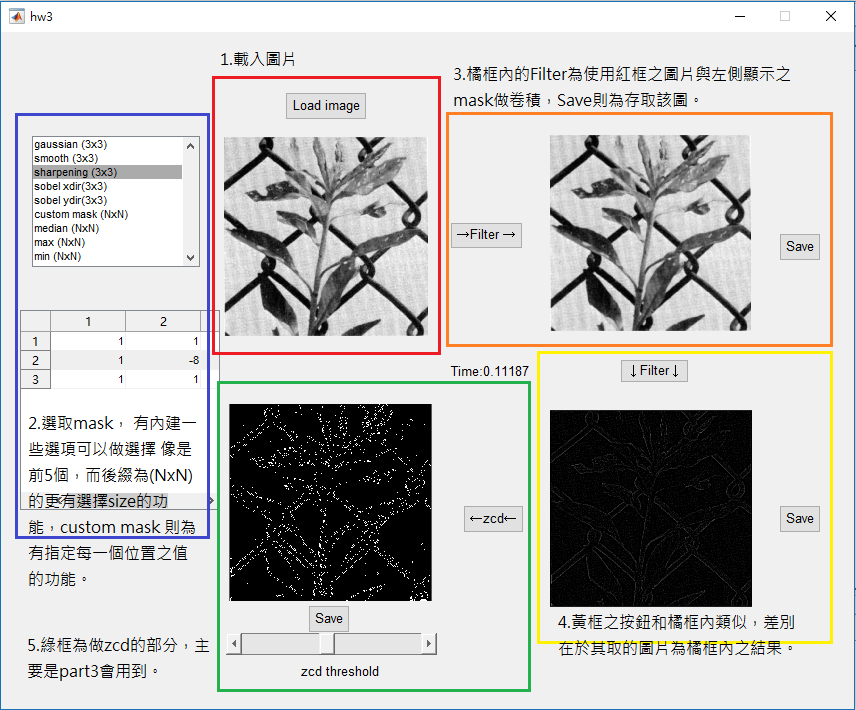 hw3
1.載入圖片
Load image
3.橘框內的Filter為使用紅框之圖片與左側顯示之
mask做卷積，Save則為存取該圖。
gaussian (3x3)
smooth (3x3)
sharpening (3x3)
sobel xdir(3x3)
sobel ydir(3x3)
custom mask (NxN)
median (NxN)
max (NxN)
min (NxN)
→Filter →
Save
1 2
1 1 1
2 1 -8
3 1 1
2.選取mask， 有內建一
些選項可以做選擇 像是
前5個，而後綴為(NxN)
的更有選擇size的功
能，custom mask 則為
有指定每一個位置之值
的功能。
Time:0.11187
↓Filter↓
←zcd←
Save
Save
zcd threshold
4.黃框之按鈕和橘框內類似，差別
在於其取的圖片為橘框內之結果。
5.綠框為做zcd的部分，主
要是part3會用到。